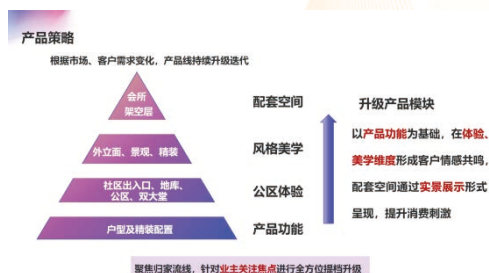 产品策略
根据市场、客户需求变化，产品线持续升级迭代
会所
架空层
配套空间
外立面、景观、精装
风格美学
社区出入口、地库、
公区、双大堂
公区体验
户型及精装配置
产品功能
升级产品模块
以产品功能为基础，在体验、
美学维度形成客户情感共鸣，
配套空间通过实景展示形式
呈现，提升消费刺激
聚焦归家流线，针对业主关注焦点进行全方位提档升级